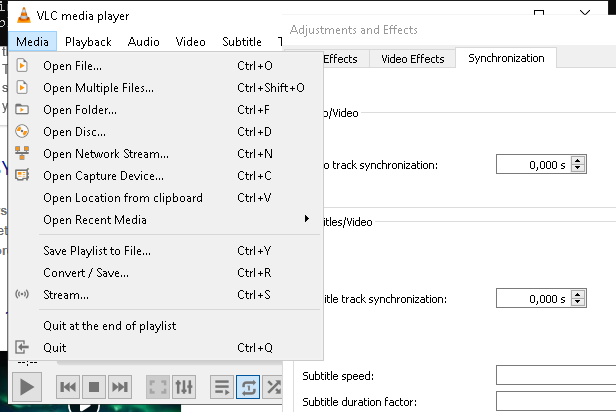 VLC media player
Media Playback Audio Video Subtitle
Adjustments and Effects
Effects Video Effects Synchronization
Open File... Ctrl+O
Open Multiple Files... Ctrl+Shift+O
Open Folder... Ctrl+F
Open Disc... Ctrl+D
Open Network Stream... Ctrl+N
Open Capture Device... Ctrl+C
Open Location from clipboard Ctrl+V
Open Recent Media
Save Playlist to File... Ctrl+Y
Convert / Save... Ctrl+R
Stream... Ctrl+S
Quit at the end of playlist
Quit Ctrl+Q
o/Video
o track synchronization: 0,000 s
itles/Video
itle track synchronization: 0,000 s
Subtitle speed:
Subtitle duration factor: